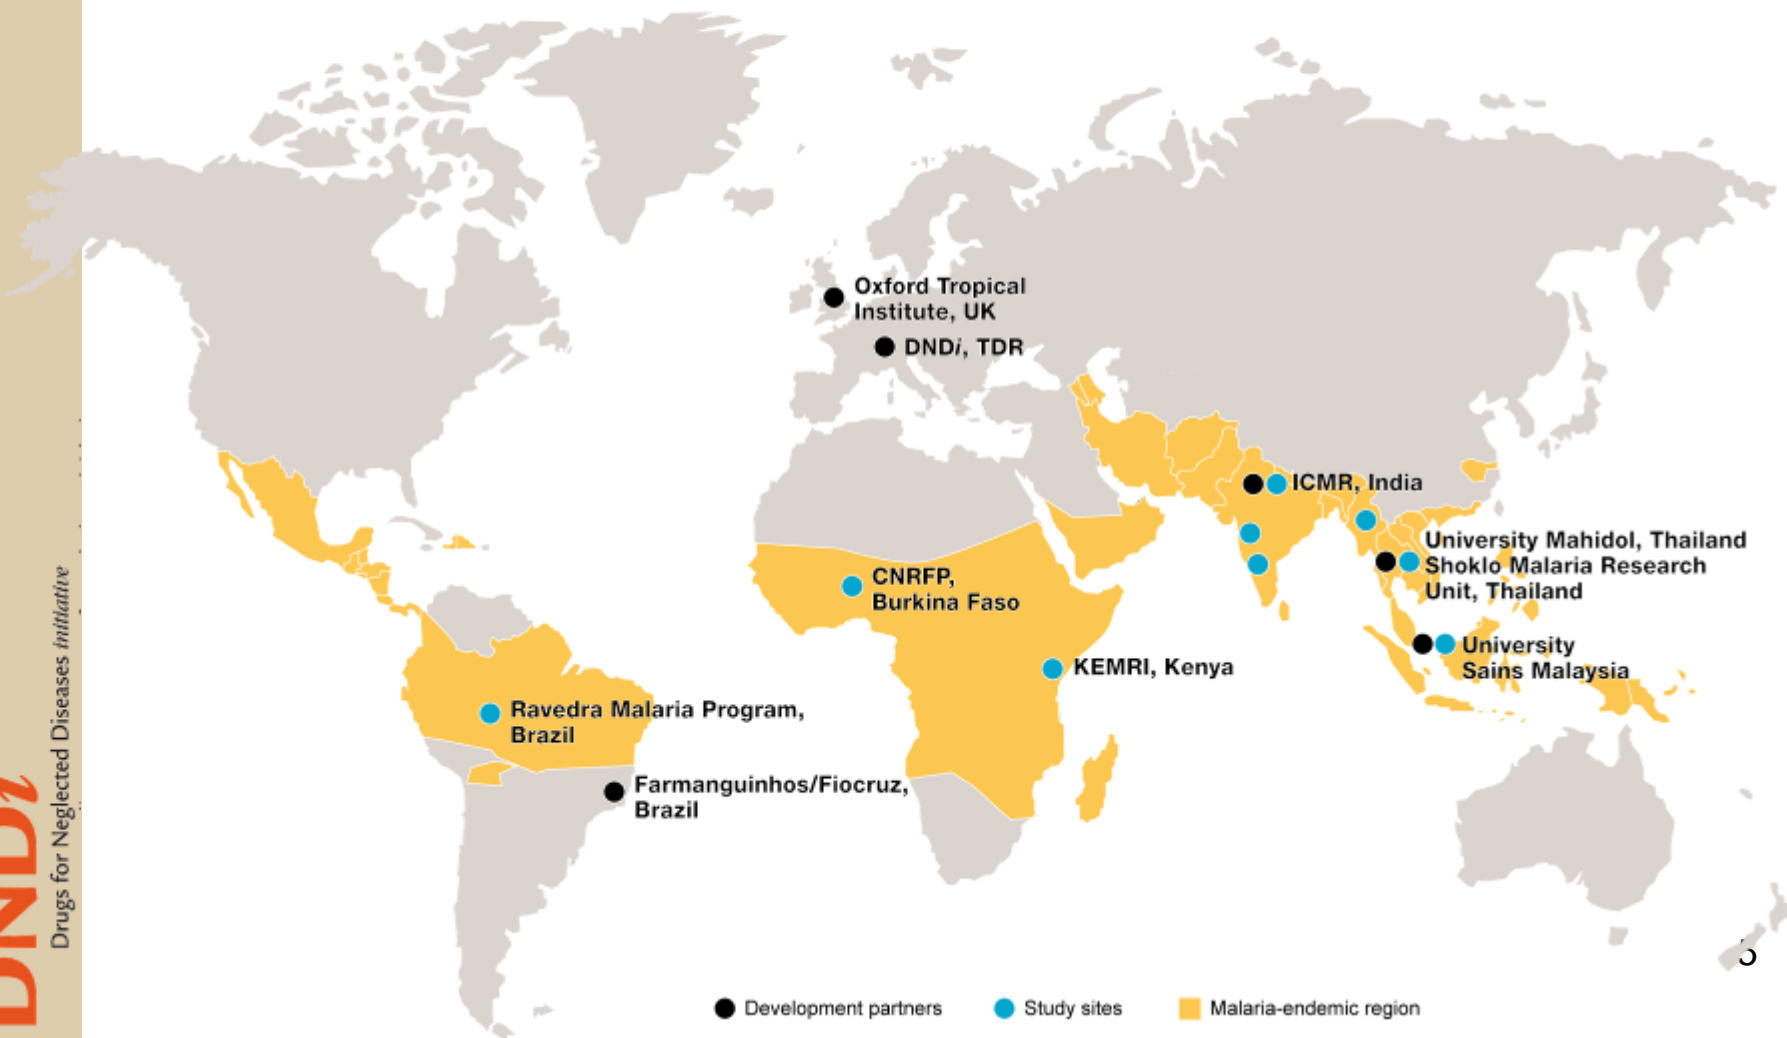 Oxford Tropical
Institute, UK
DNDi, TDR
ICMR, India
University Mahidol, Thailand
Shoklo Malaria Research
Unit, Thailand
CNRFP,
Burkina Faso
University
Sains Malaysia
KEMRI, Kenya
Ravedra Malaria Program,
Brazil
Farmanguinhos/Fiocruz,
Brazil
DNDi
Drugs for Neglected Diseases initiative
5
Development partners
Study sites
Malaria-endemic region